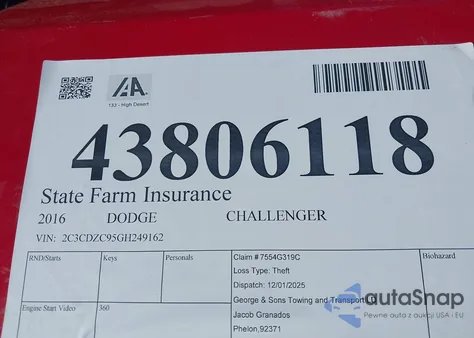 IAA
133 - High Desert
43806118
State Farm Insurance
2016 DODGE CHALLENGER
VIN: 2C3CDZC95GH249162
RND/Starts Keys Personals Claim # 7554G319C Biohazard
Loss Type: Theft
Dispatch: 12/01/2025
Engine Start Video 360 George & Sons Towing and Transport
Jacob Granados
Phelon,92371
autoSnap
Pewne auta z aukcji USA i EU